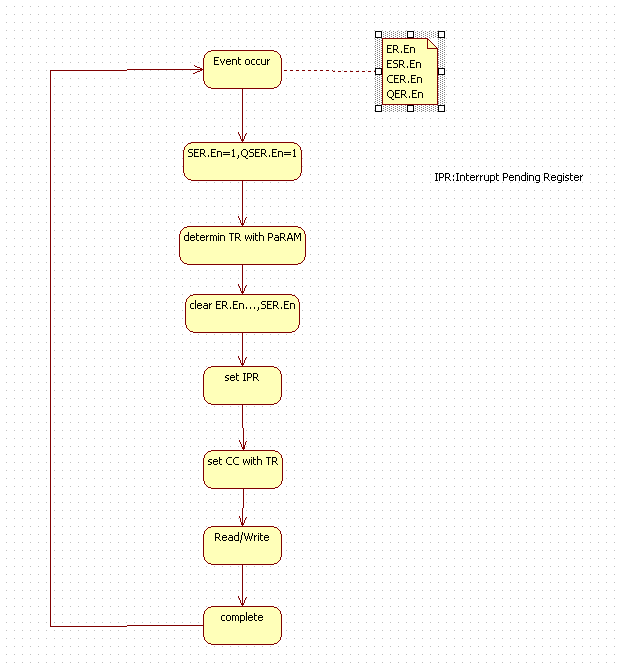 Event occur
ER.En
ESR.En
CER.En
QER.En
SER.En=1,QSER.En=1
IPR:Interrupt Pending Register
determin TR with PaRAM
clear ER.En...,SER.En
set IPR
set CC with TR
Read/Write
complete